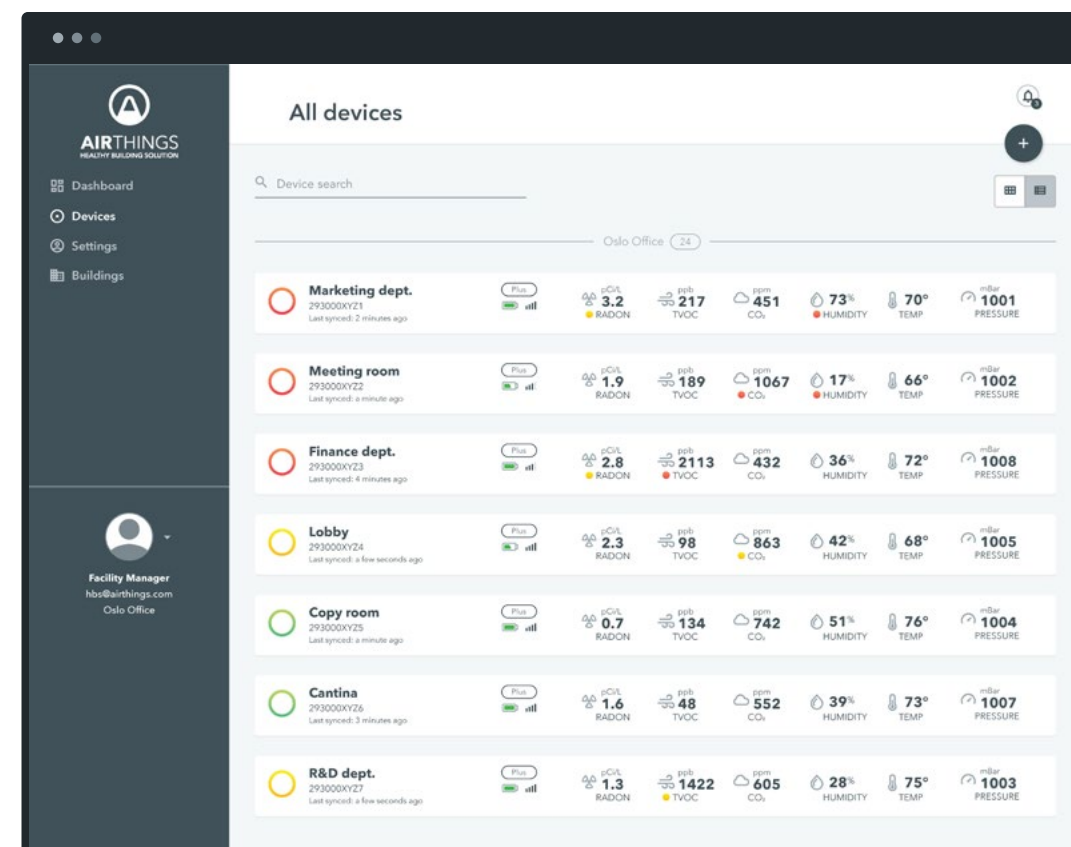 AIRTHINGS
HEALTHY BUILDING SOLUTION
Dashboard
Devices
Settings
Buildings
Facility Manager
hbs@airthings.com
Oslo Office
All devices
3
+
Device search
Oslo Office 24
Marketing dept.
293000XYZ1
Last synced: 2 minutes ago
Plus
pCi/L
3.2
RADON
ppb
217
TVOC
ppm
451
CO₂
73%
HUMIDITY
70°
TEMP
mBar
1001
PRESSURE
Meeting room
293000XYZ2
Last synced: a minute ago
Plus
pCi/L
1.9
RADON
ppb
189
TVOC
ppm
1067
CO₂
17%
HUMIDITY
66°
TEMP
mBar
1002
PRESSURE
Finance dept.
293000XYZ3
Last synced: 4 minutes ago
Plus
pCi/L
2.8
RADON
ppb
2113
TVOC
ppm
432
CO₂
36%
HUMIDITY
72°
TEMP
mBar
1008
PRESSURE
Lobby
293000XYZ4
Last synced: a few seconds ago
Plus
pCi/L
2.3
RADON
ppb
98
TVOC
ppm
863
CO₂
42%
HUMIDITY
68°
TEMP
mBar
1005
PRESSURE
Copy room
293000XYZ5
Last synced: a minute ago
Plus
pCi/L
0.7
RADON
ppb
134
TVOC
ppm
742
CO₂
51%
HUMIDITY
76°
TEMP
mBar
1004
PRESSURE
Cantina
293000XYZ6
Last synced: 3 minutes ago
Plus
pCi/L
1.6
RADON
ppb
48
TVOC
ppm
552
CO₂
39%
HUMIDITY
73°
TEMP
mBar
1007
PRESSURE
R&D dept.
293000XYZ7
Last synced: a few seconds ago
Plus
pCi/L
1.3
RADON
ppb
1422
TVOC
ppm
605
CO₂
28%
HUMIDITY
75°
TEMP
mBar
1003
PRESSURE